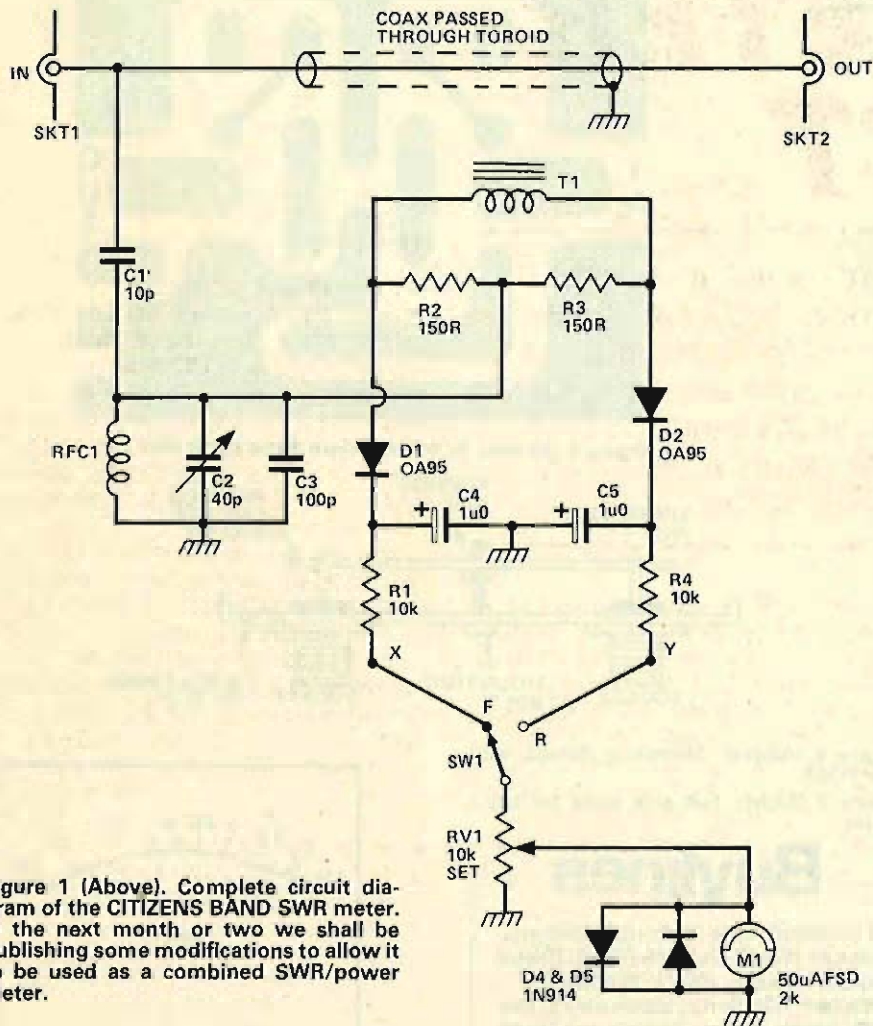 COAX PASSED
THROUGH TOROID
IN
OUT
SKT1
SKT2
T1
C1'
10p
R2
150R
R3
150R
RFC1
C2
40p
C3
100p
D1
OA95
D2
OA95
+
C4
1u0
+
C5
1u0
R1
10k
R4
10k
X
Y
F
R
SW1
RV1
10k
SET
D4 & D5
1N914
M1
50uAFSD
2k
igure 1 (Above). Complete circuit dia-
ram of the CITIZENS BAND SWR meter.
the next month or two we shall be
ublishing some modifications to allow it
o be used as a combined SWR/power
eter.
Buylines